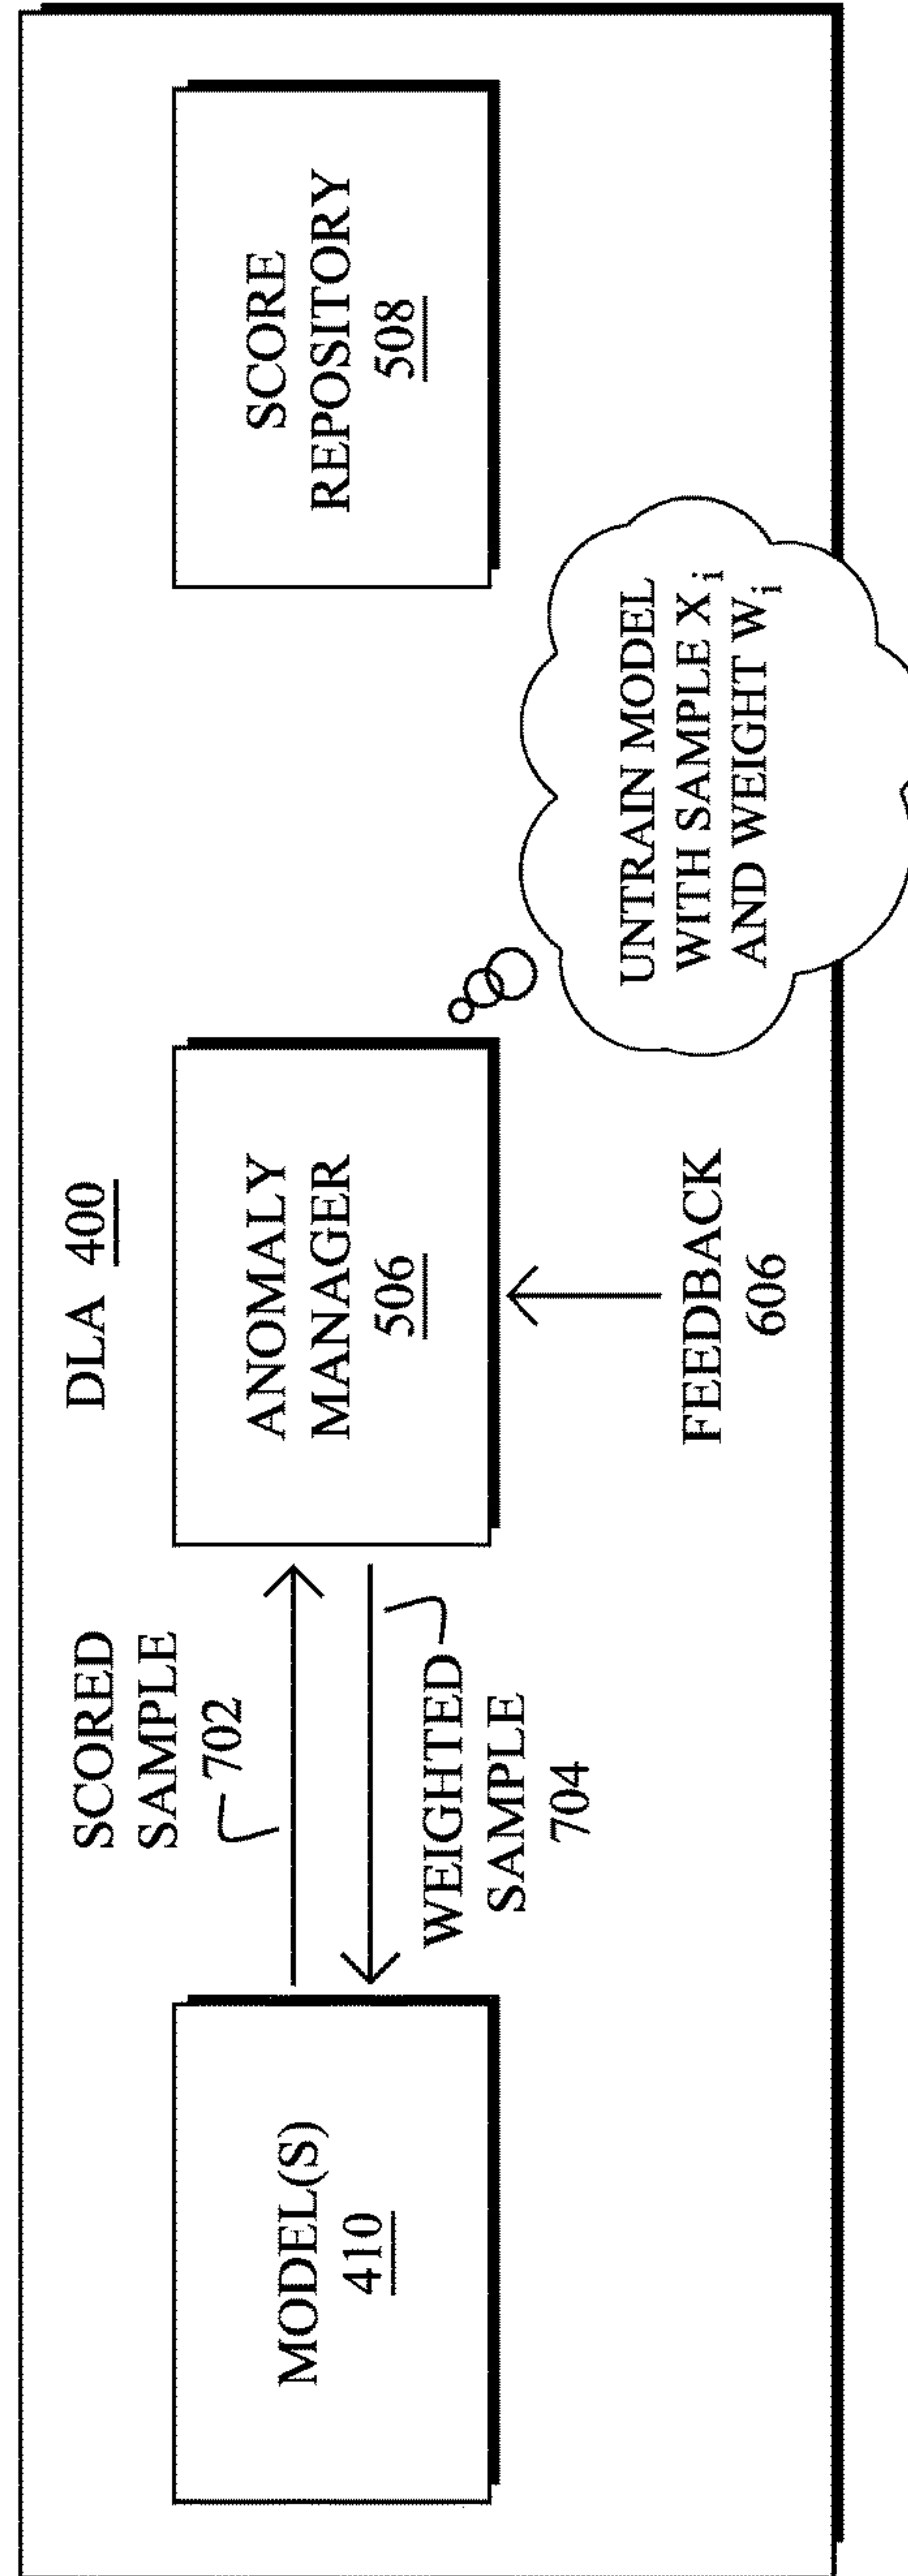 DLA 400
SCORED
SAMPLE
702
MODEL(S)
410
WEIGHTED
SAMPLE
704
ANOMALY
MANAGER
506
FEEDBACK
606
SCORE
REPOSITORY
508
UNTRAIN MODEL
WITH SAMPLE Xi
AND WEIGHT Wi